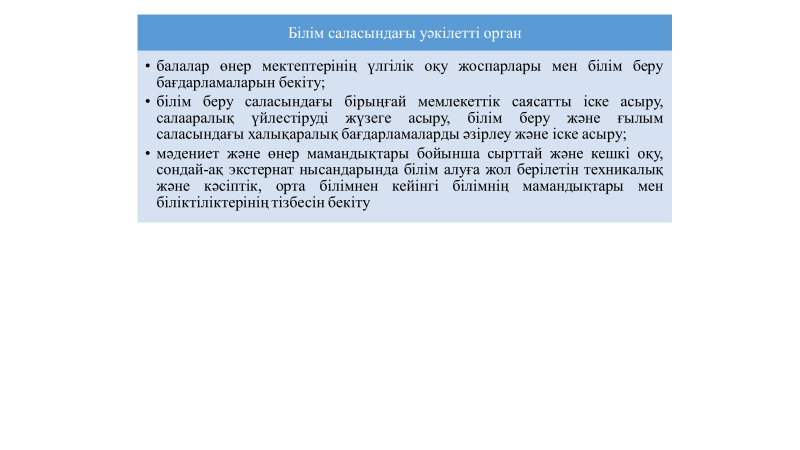 Білім саласындағы уәкілетті орган
• балалар өнер мектептерінің үлгілік оқу жоспарлары мен білім беру
бағдарламаларын бекіту;
• білім беру саласындағы бірыңғай мемлекеттік саясатты іске асыру,
салааралық үйлестіруді жүзеге асыру, білім беру және ғылым
саласындағы халықаралық бағдарламаларды әзірлеу және іске асыру;
• мәдениет және өнер мамандықтары бойынша сырттай және кешкі оқу,
сондай-ақ экстернат нысандарында білім алуға жол берілетін техникалық
және кәсіптік, орта білімнен кейінгі білімнің мамандықтары мен
біліктіліктерінің тізбесін бекіту